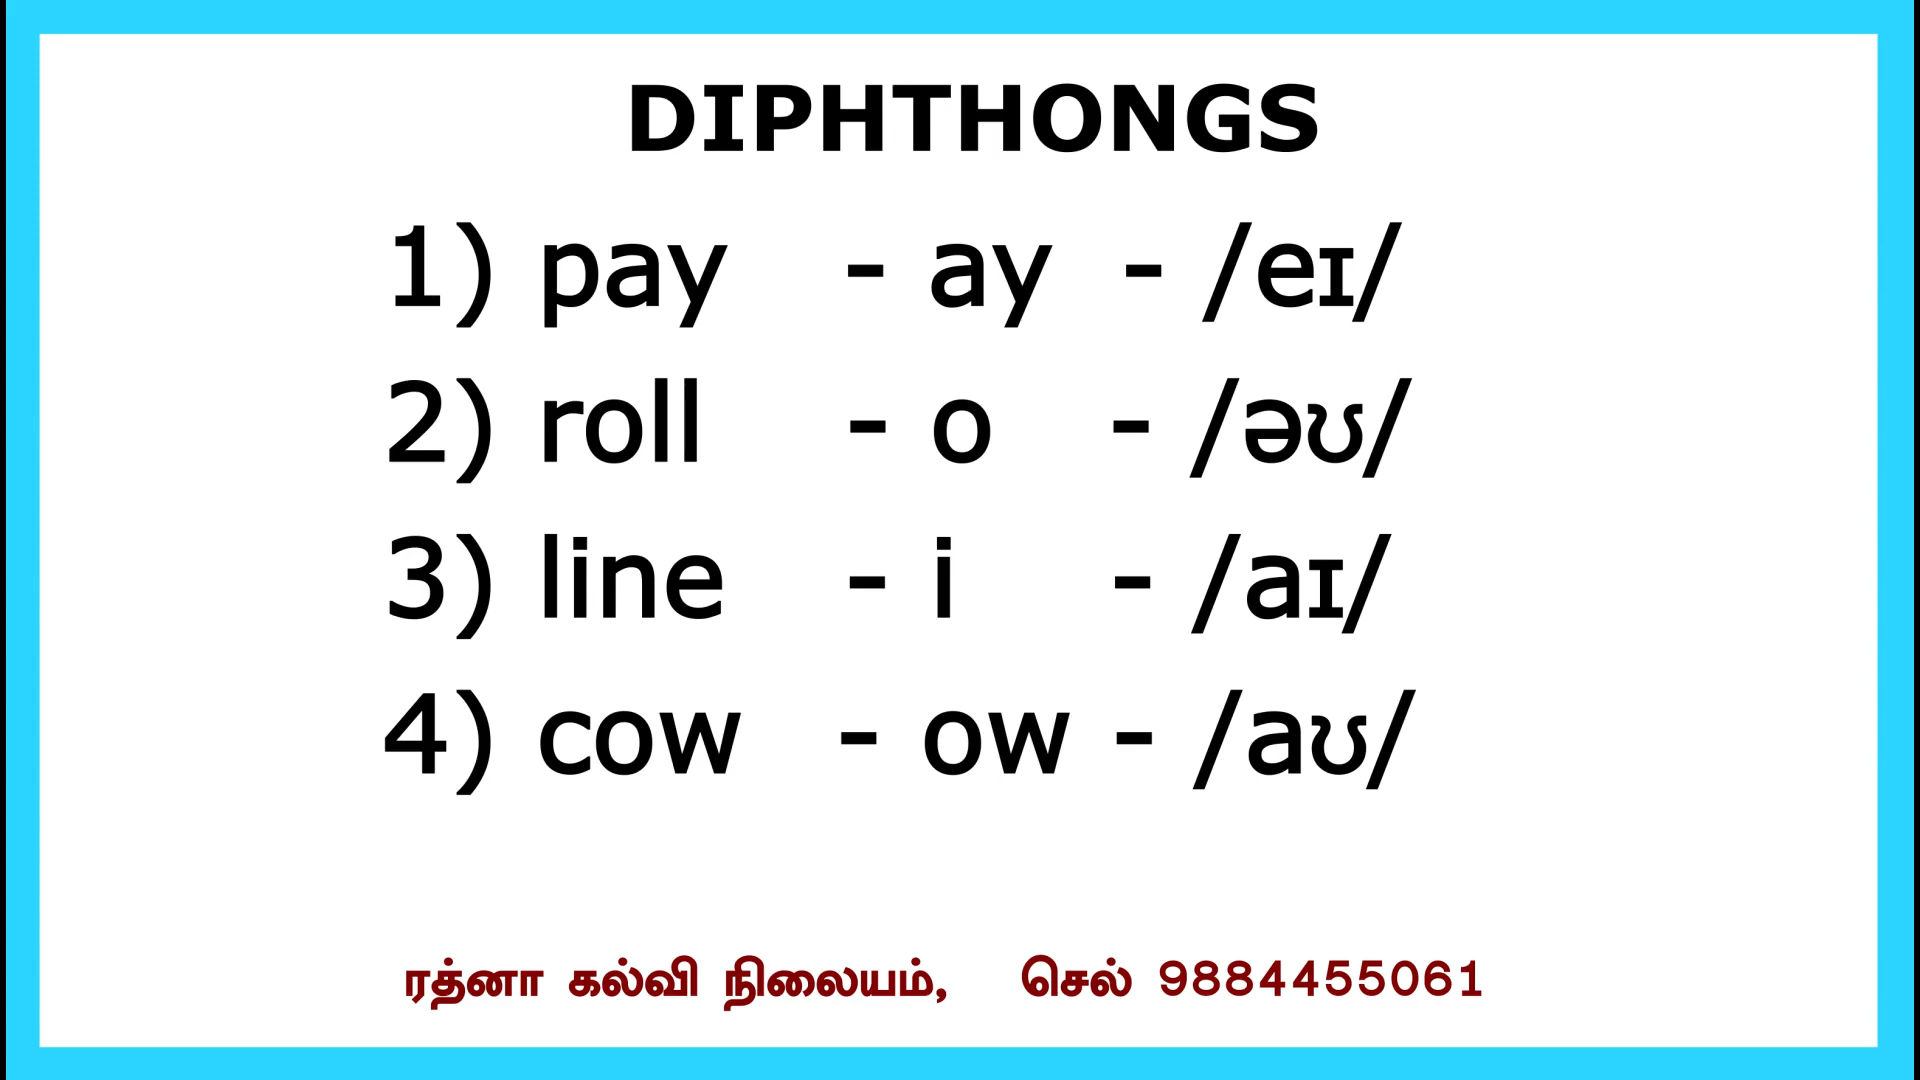 DIPHTHONGS
1) pay - ay - /eɪ/
2) roll - o - /əʊ/
3) line - i - /aɪ/
4) cow - ow - /aʊ/
ரத்னா கல்வி நிலையம், செல் 9884455061